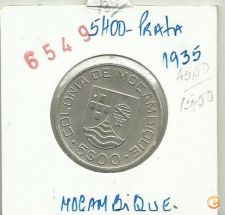 5$00 - PRATA
6549
1935
COLONIA DE MOÇAMBIQUE
5$00
MOÇAMBIQUE.